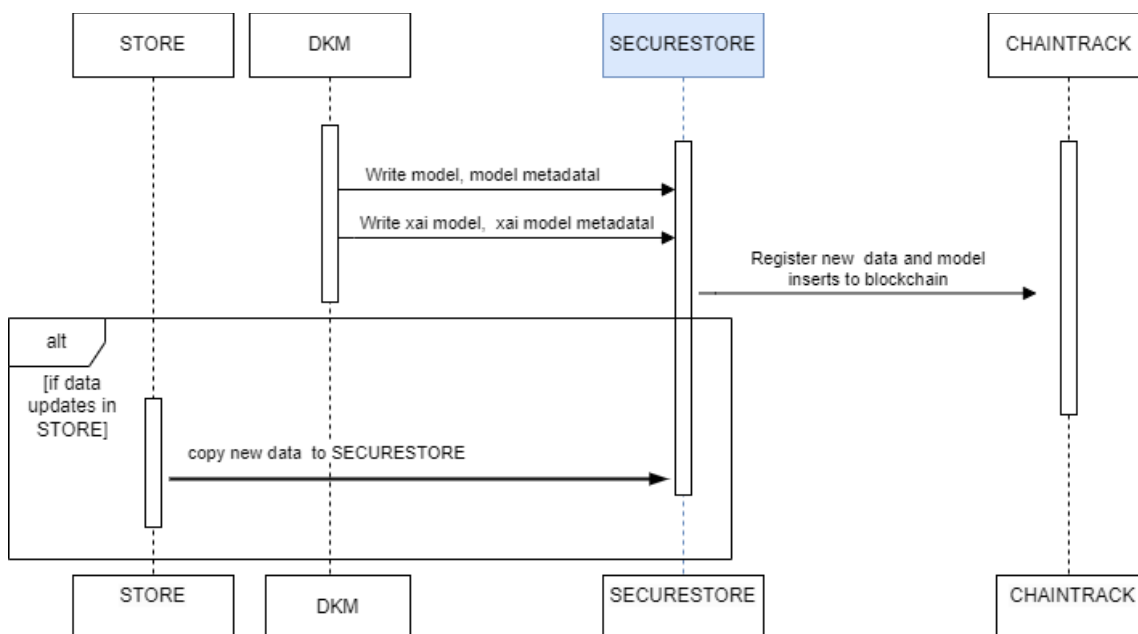 STORE
DKM
SECURESTORE
CHAINTRACK
Write model, model metadatal
Write xai model,  xai model metadatal
Register new  data and model
inserts to blockchain
alt
[if data
updates in
STORE]
copy new data  to SECURESTORE
STORE
DKM
SECURESTORE
CHAINTRACK